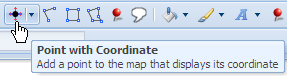 A
Point with Coordinate
Add a point to the map that displays its coordinate